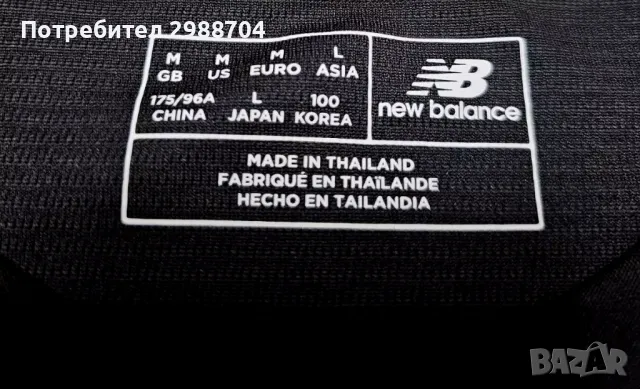 Потребител 2988704
M M M L
GB US EURO ASIA
175/96A L 100
CHINA JAPAN KOREA
NB
new balance
MADE IN THAILAND
FABRIQUÉ EN THAÏLANDE
HECHO EN TAILANDIA
BAZAR